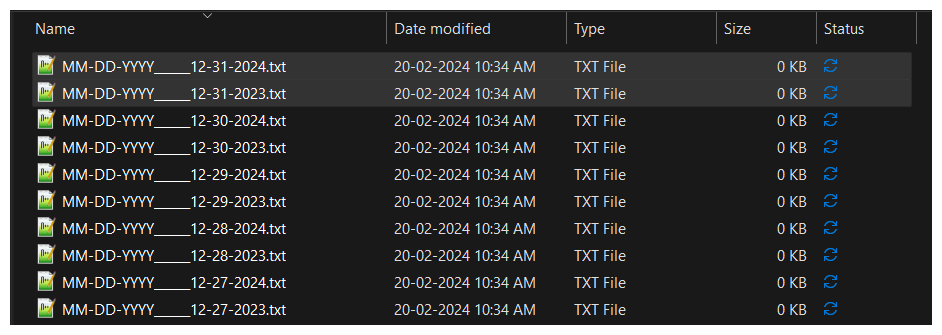 Name Date modified Type Size Status
MM-DD-YYYY_____12-31-2024.txt 20-02-2024 10:34 AM TXT File 0 KB
MM-DD-YYYY_____12-31-2023.txt 20-02-2024 10:34 AM TXT File 0 KB
MM-DD-YYYY_____12-30-2024.txt 20-02-2024 10:34 AM TXT File 0 KB
MM-DD-YYYY_____12-30-2023.txt 20-02-2024 10:34 AM TXT File 0 KB
MM-DD-YYYY_____12-29-2024.txt 20-02-2024 10:34 AM TXT File 0 KB
MM-DD-YYYY_____12-29-2023.txt 20-02-2024 10:34 AM TXT File 0 KB
MM-DD-YYYY_____12-28-2024.txt 20-02-2024 10:34 AM TXT File 0 KB
MM-DD-YYYY_____12-28-2023.txt 20-02-2024 10:34 AM TXT File 0 KB
MM-DD-YYYY_____12-27-2024.txt 20-02-2024 10:34 AM TXT File 0 KB
MM-DD-YYYY_____12-27-2023.txt 20-02-2024 10:34 AM TXT File 0 KB